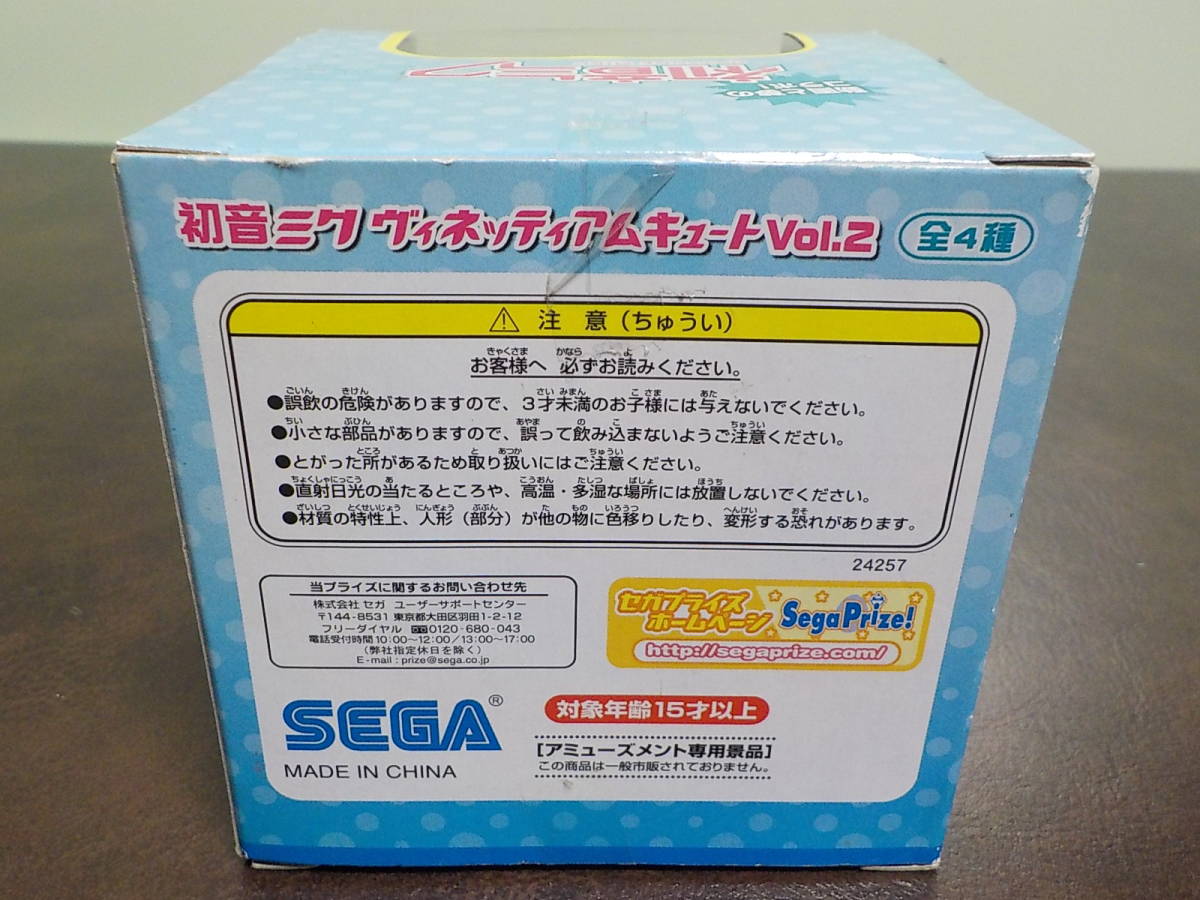 初音ミク
初音ミク ヴィネッティアムキュートVol.2 全4種
⚠ 注 意(ちゅうい)
お客様へ 必ずお読みください。
●誤飲の危険がありますので、3才未満のお子様には与えないでください。
●小さな部品がありますので、誤って飲み込まないようご注意ください。
●とがった所があるため取り扱いにはご注意ください。
●直射日光の当たるところや、高温・多湿な場所には放置しないでください。
●材質の特性上、人形(部分)が他の物に色移りしたり、変形する恐れがあります。
24257
当プライズに関するお問い合わせ先
株式会社 セガ ユーザーサポートセンター
〒144-8531 東京都大田区羽田1-2-12
フリーダイヤル 0120-680-043
電話受付時間 10:00~12:00/13:00~17:00
(弊社指定休日を除く)
E-mail:prize@sega.co.jp
セガプライズ
ホームページ
SegaPrize!
http://segaprize.com/
SEGA®
MADE IN CHINA
対象年齢15才以上
[アミューズメント専用景品]
この商品は一般市販されておりません。